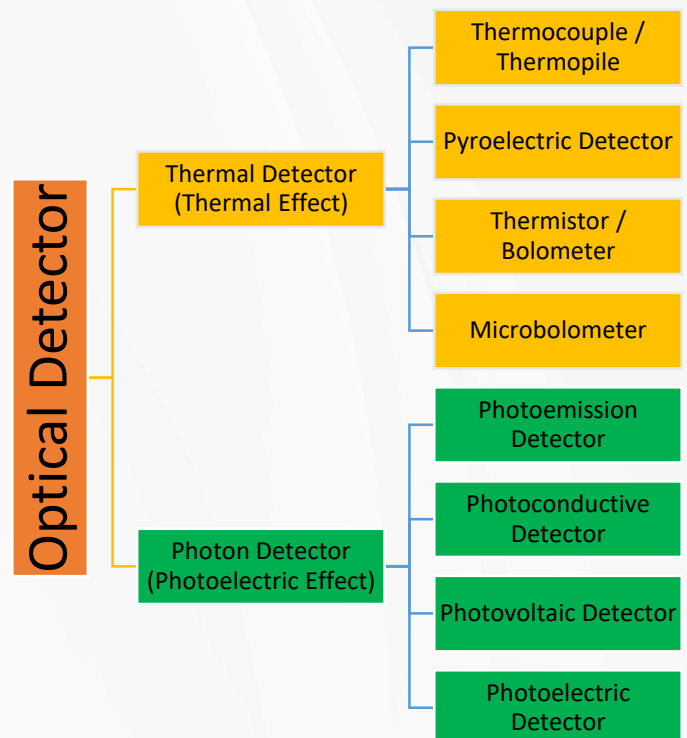 Optical Detector
Thermal Detector
(Thermal Effect)
Thermocouple /
Thermopile
Pyroelectric Detector
Thermistor /
Bolometer
Microbolometer
Photon Detector
(Photoelectric Effect)
Photoemission
Detector
Photoconductive
Detector
Photovoltaic Detector
Photoelectric
Detector